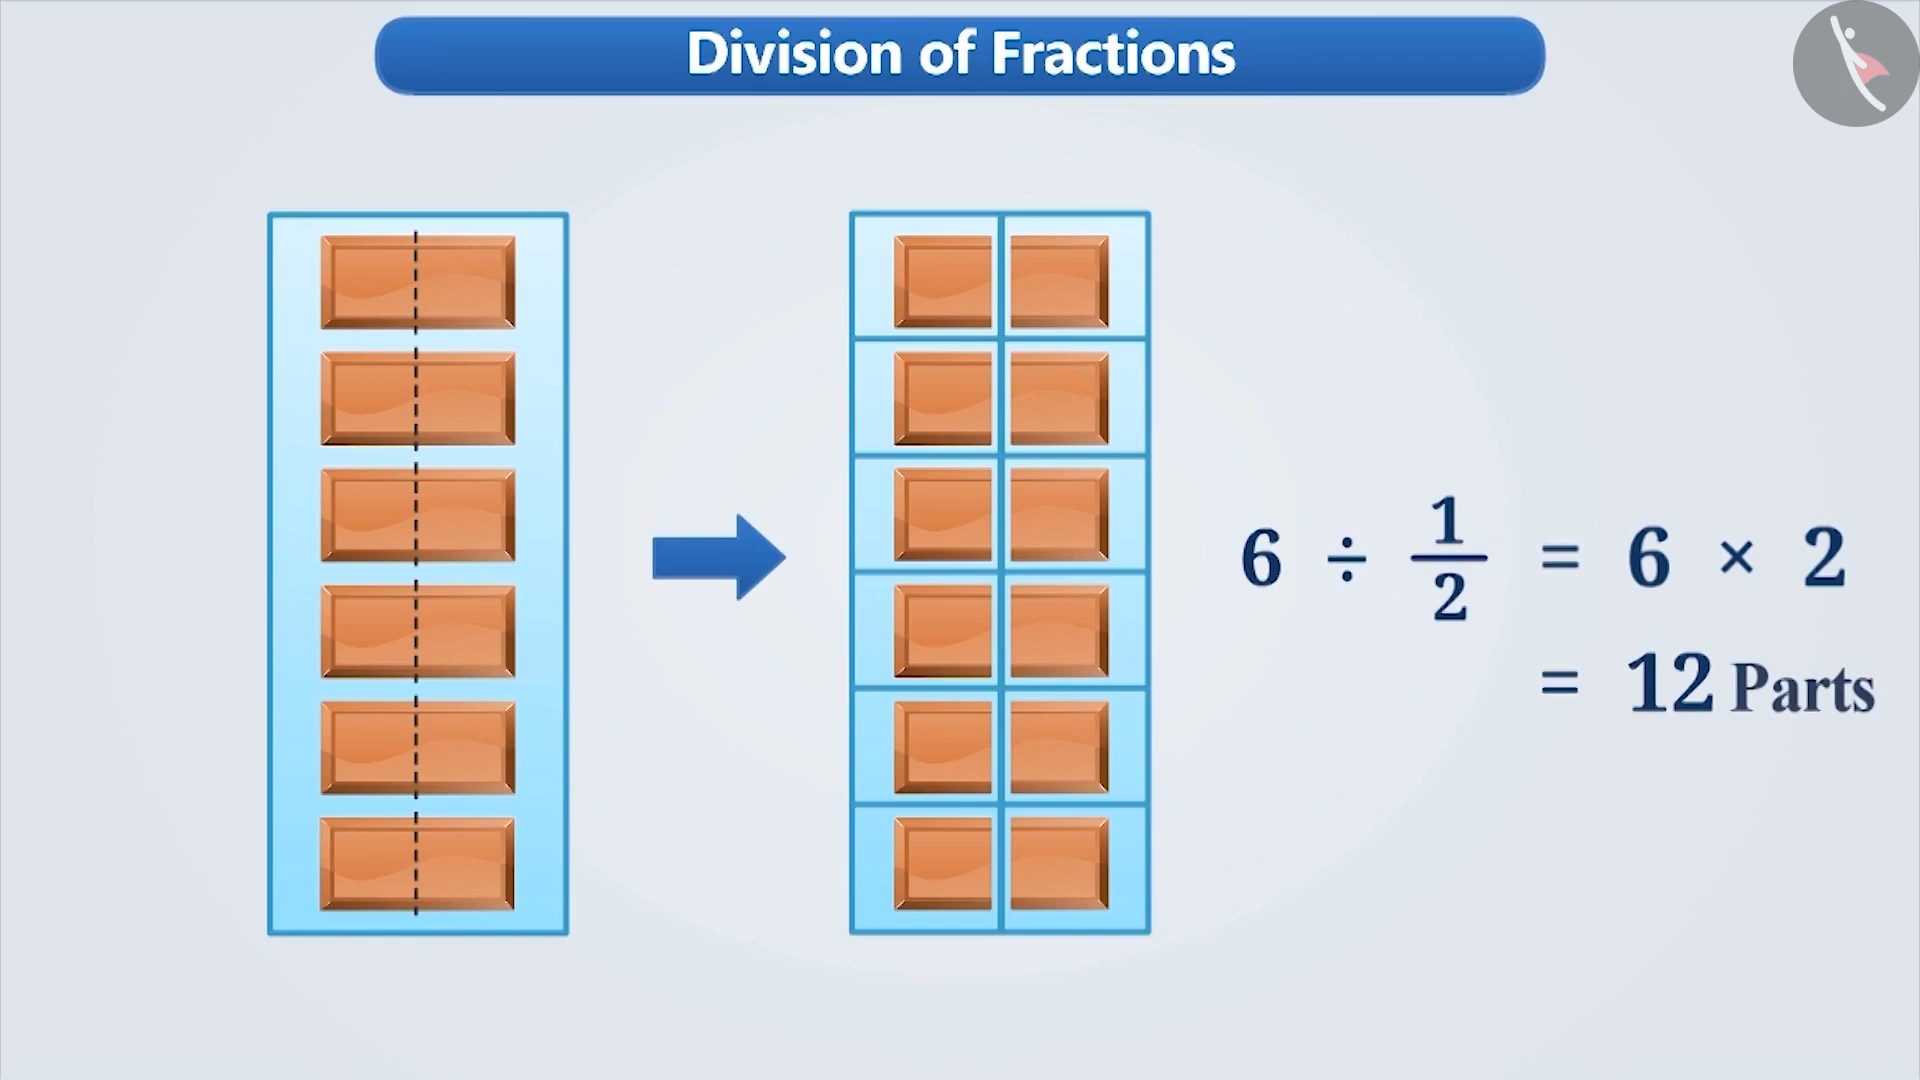 Division of Fractions
6 ÷ 1/2 = 6 × 2
= 12 Parts